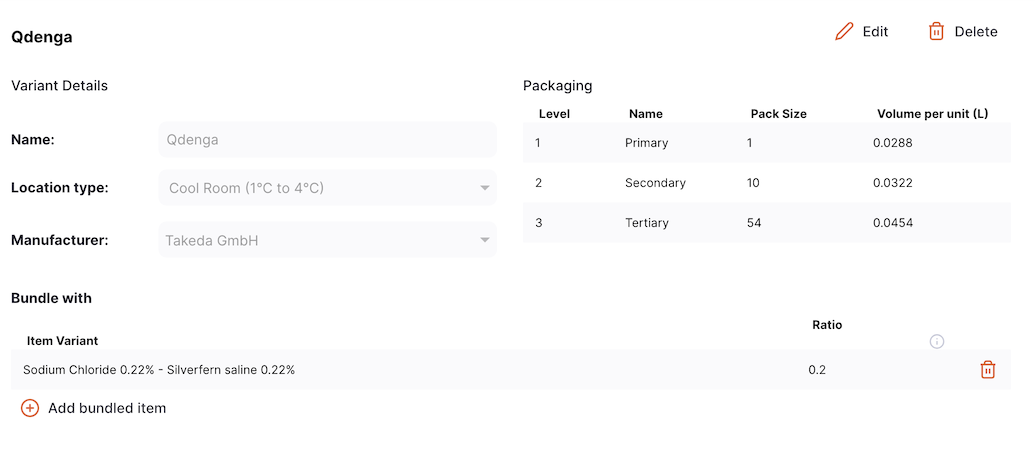 Qdenga
Edit
Delete
Variant Details
Name:
Qdenga
Location type:
Cool Room (1°C to 4°C)
Manufacturer:
Takeda GmbH
Packaging
Level Name Pack Size Volume per unit (L)
1 Primary 1 0.0288
2 Secondary 10 0.0322
3 Tertiary 54 0.0454
Bundle with
Item Variant Ratio
Sodium Chloride 0.22% - Silverfern saline 0.22% 0.2
Add bundled item